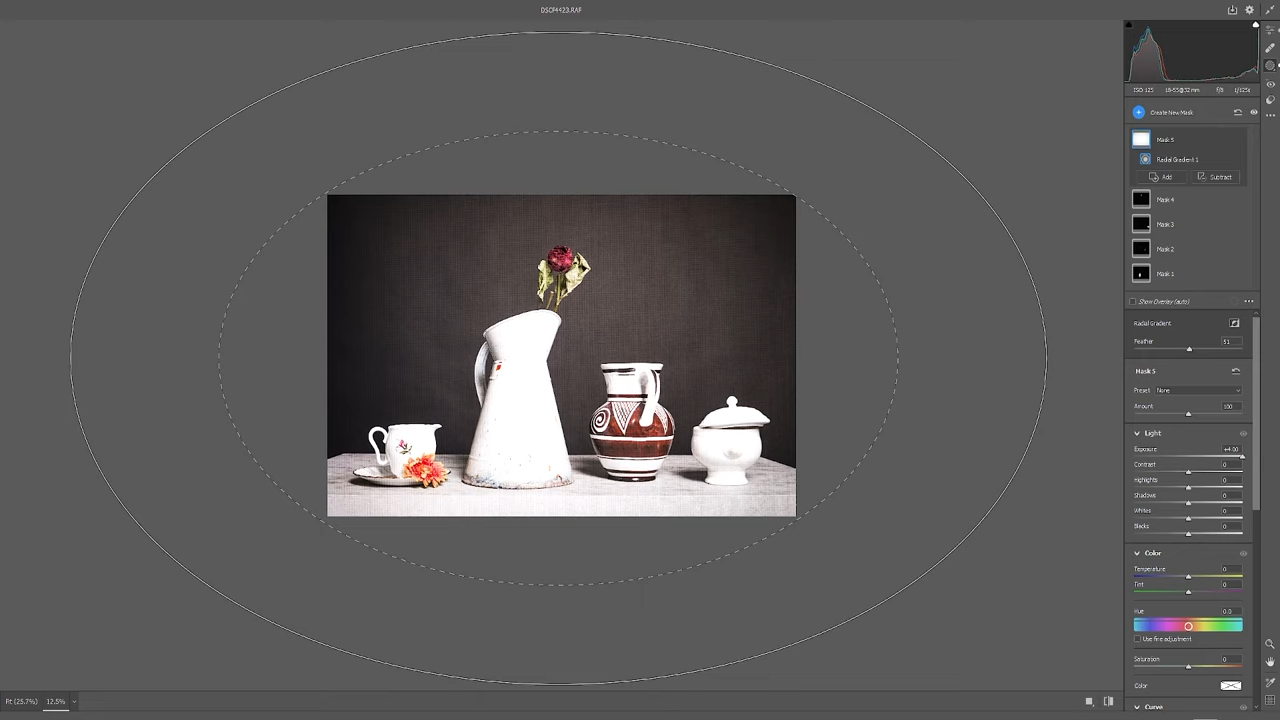 DSCF4423.RAF
ISO 125 18-55@32 mm f/8 1/125s
Create New Mask
Mask 5
Radial Gradient 1
Add Subtract
Mask 4
Mask 3
Mask 2
Mask 1
Show Overlay (auto)
Radial Gradient
Feather 51
Mask 5
Preset None
Amount 100
Light
Exposure +4.00
Contrast 0
Highlights 0
Shadows 0
Whites 0
Blacks 0
Color
Temperature 0
Tint 0
Hue 0.0
Use fine adjustment
Saturation 0
Color
Curve
Fit (25.7%) 12.5%